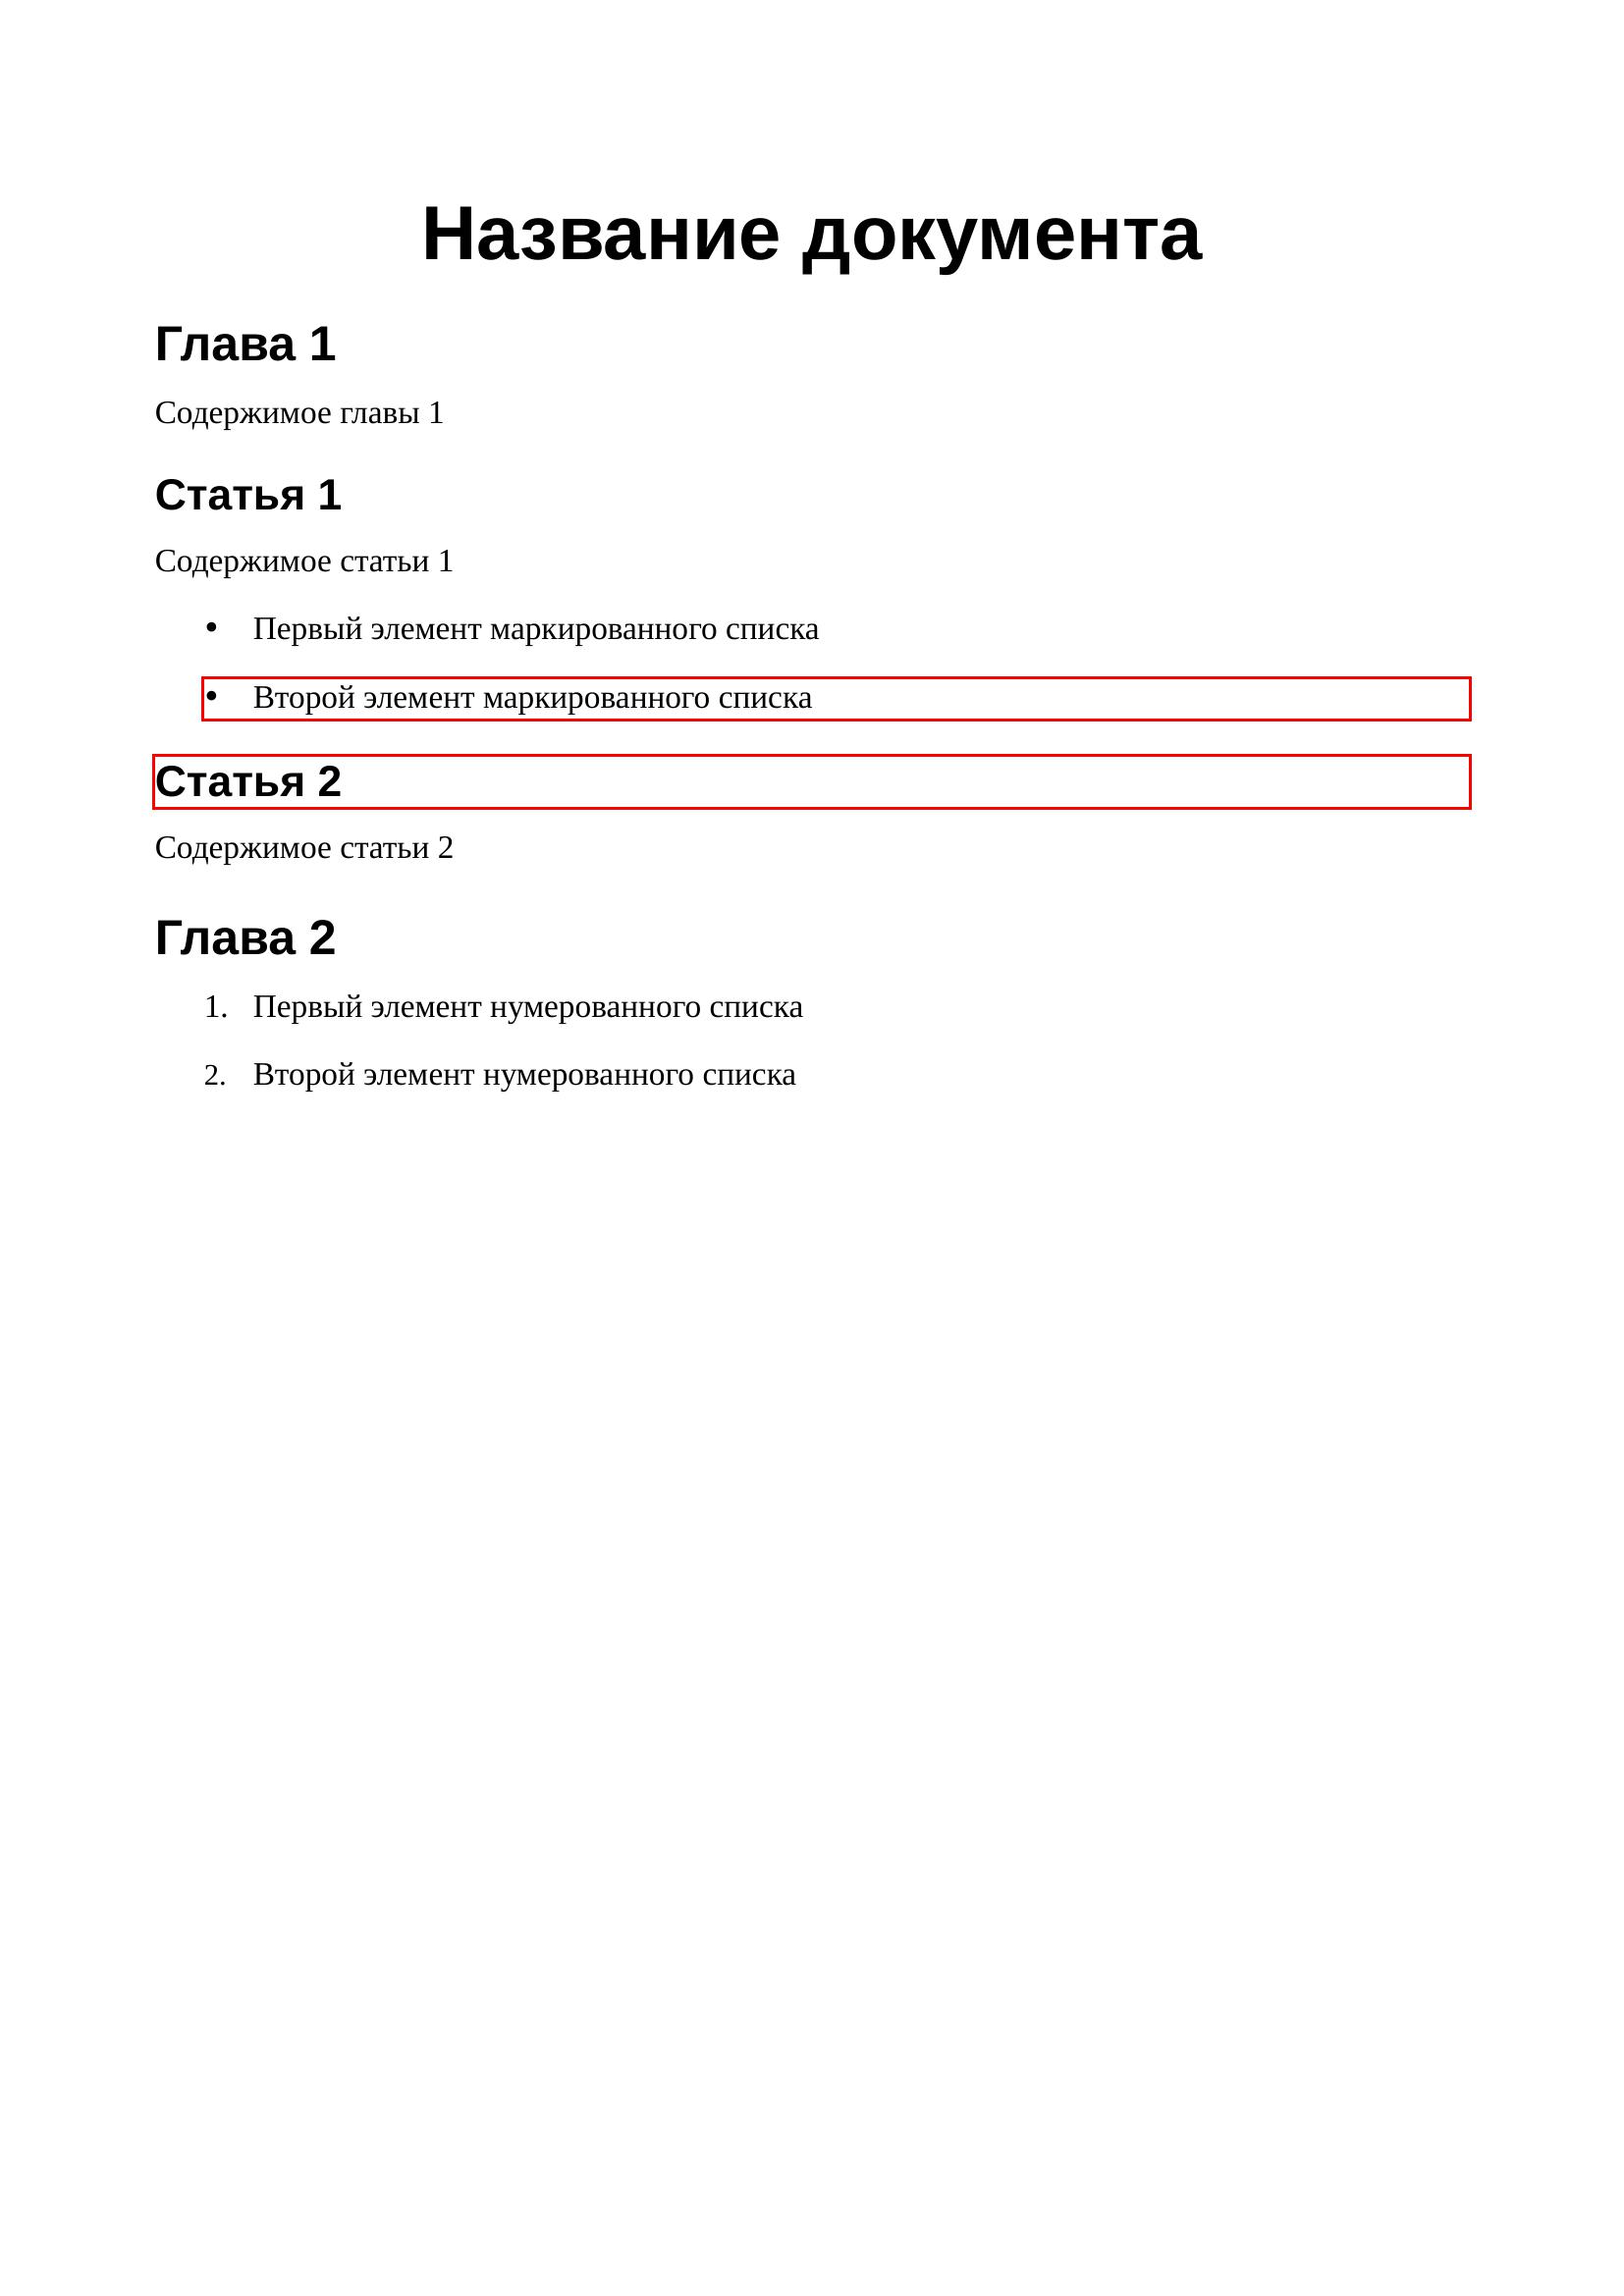 Название документа
Глава 1
Содержимое главы 1
Статья 1
Содержимое статьи 1
• Первый элемент маркированного списка
• Второй элемент маркированного списка
Статья 2
Содержимое статьи 2
Глава 2
1. Первый элемент нумерованного списка
2. Второй элемент нумерованного списка